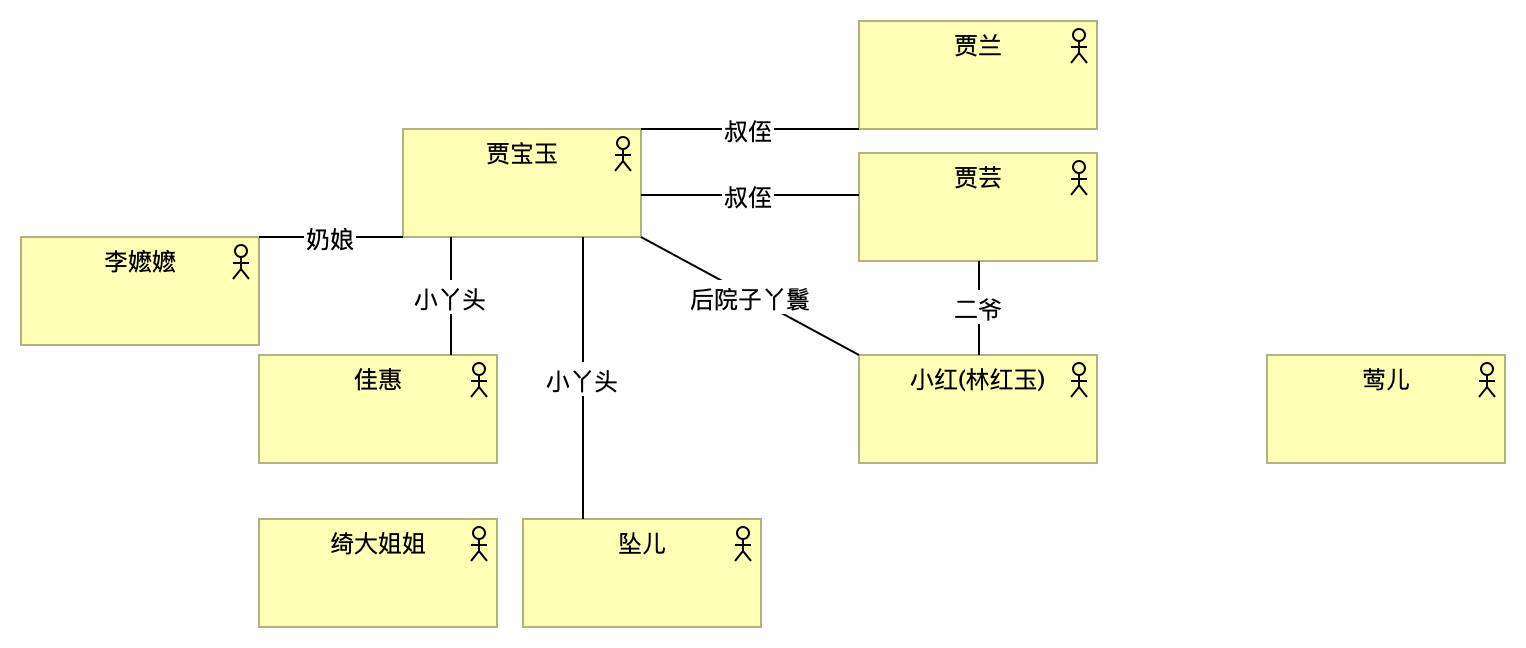 贾兰
叔侄
贾宝玉
贾芸
叔侄
奶娘
李嬷嬷
小丫头
后院子丫鬟
二爷
佳惠
小丫头
小红(林红玉)
莺儿
绮大姐姐
坠儿